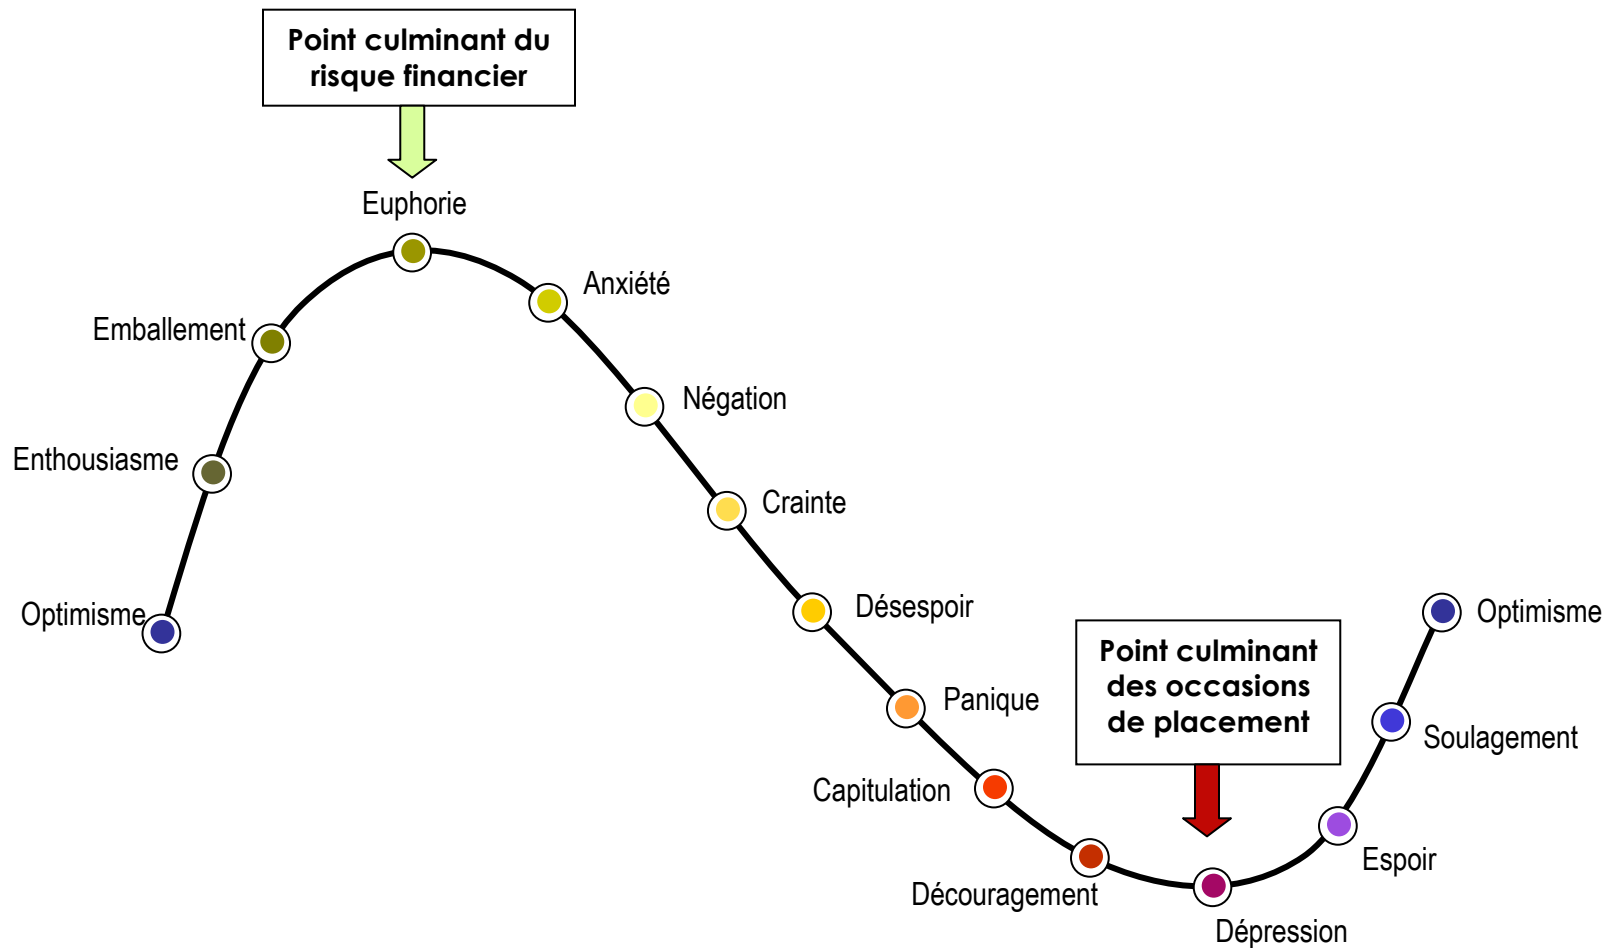 Point culminant du
risque financier
Euphorie
Anxiété
Emballement
Négation
Enthousiasme
Crainte
Optimisme
Désespoir
Optimisme
Point culminant
des occasions
de placement
Panique
Soulagement
Capitulation
Espoir
Découragement
Dépression